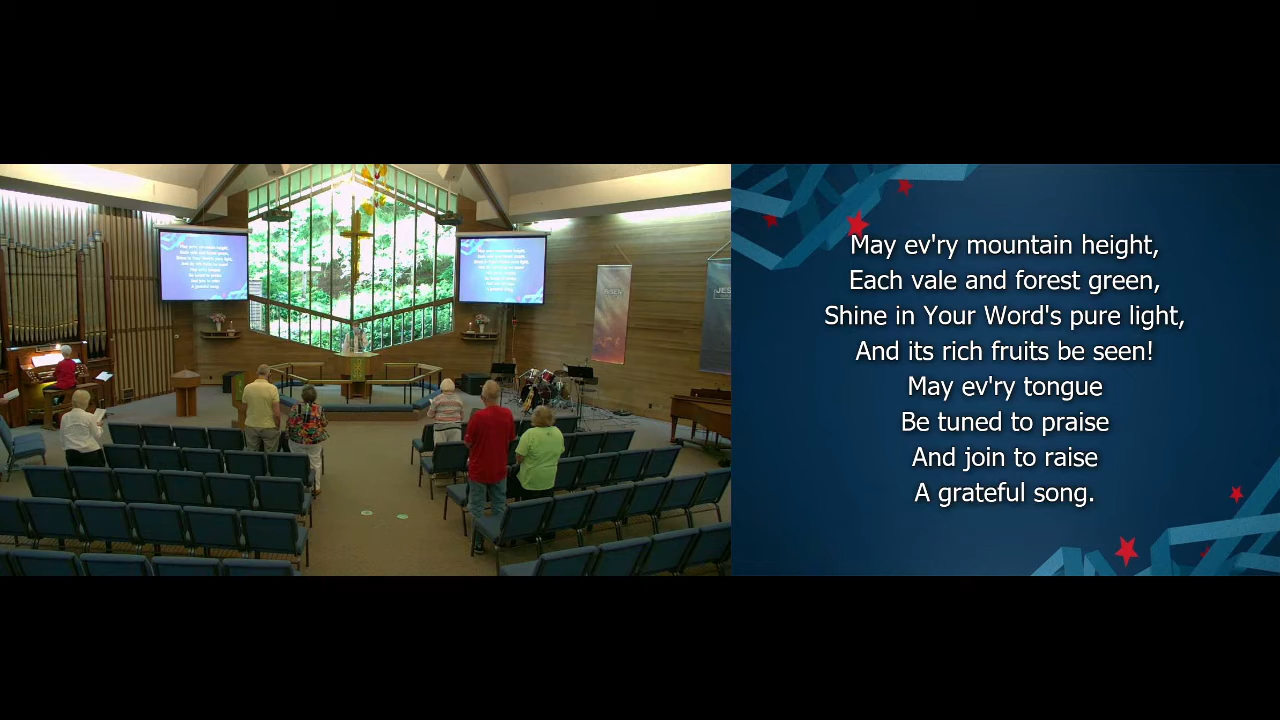 May ev'ry mountain height,
Each vale and forest green,
Shine in Your Word's pure light,
And its rich fruits be seen!
May ev'ry tongue
Be tuned to praise
And join to raise
A grateful song.